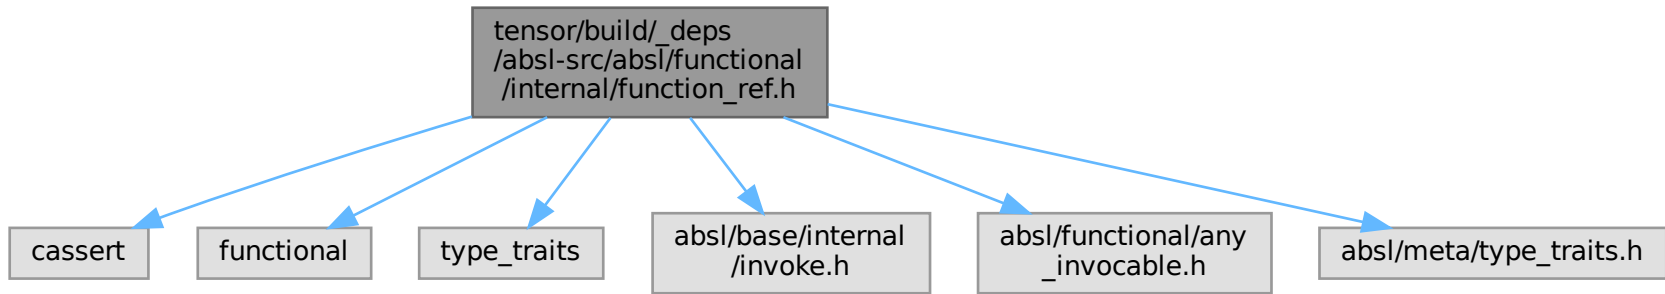 tensor/build/_deps
/absl-src/absl/functional
/internal/function_ref.h
cassert
functional
type_traits
absl/base/internal
/invoke.h
absl/functional/any
_invocable.h
absl/meta/type_traits.h